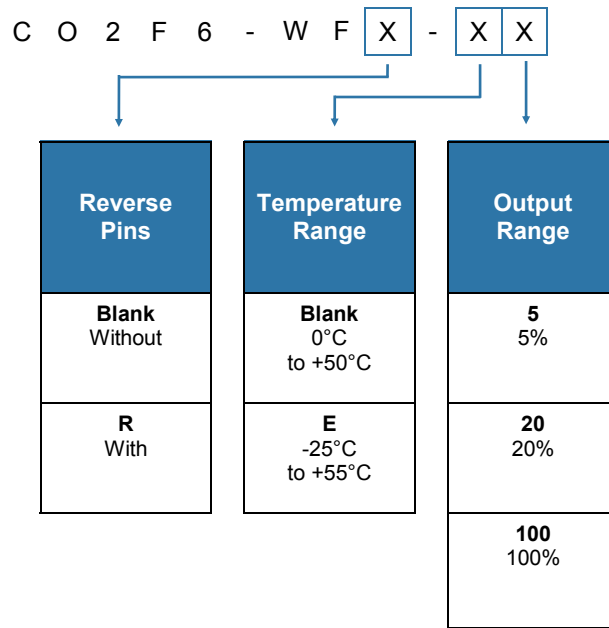 C O 2 F 6 - W F X - X X
Reverse
Pins
Blank
Without
R
With
Temperature
Range
Blank
0°C
to +50°C
E
-25°C
to +55°C
Output
Range
5
5%
20
20%
100
100%